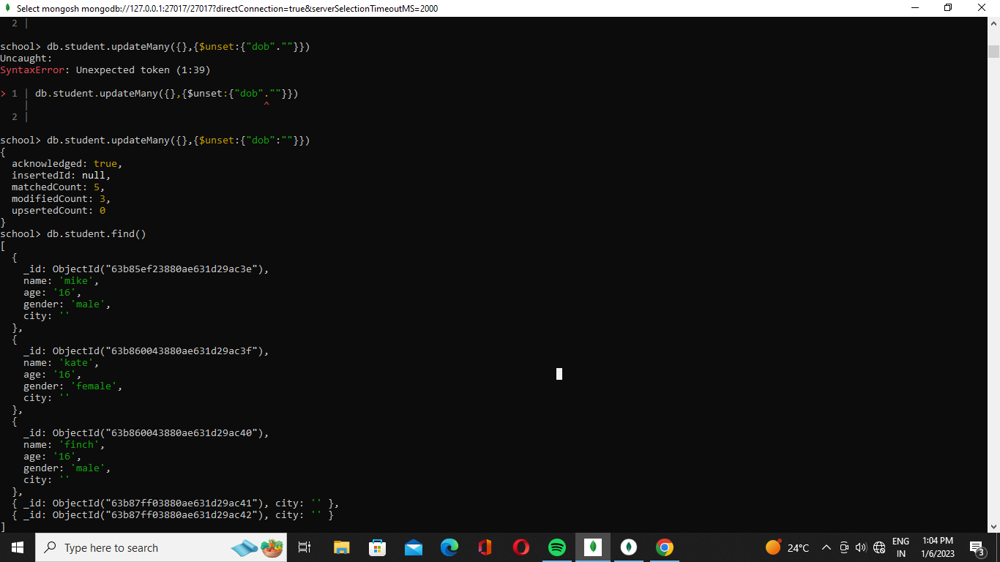 Select mongosh mongodb://127.0.0.1:27017/27017?directConnection=true&serverSelectionTimeoutMS=2000
2 |
school> db.student.updateMany({},{$unset:{"dob".""}})
Uncaught:
SyntaxError: Unexpected token (1:39)
> 1 | db.student.updateMany({},{$unset:{"dob".""}})
| ^
2 |
school> db.student.updateMany({},{$unset:{"dob":""}})
{
acknowledged: true,
insertedId: null,
matchedCount: 5,
modifiedCount: 3,
upsertedCount: 0
}
school> db.student.find()
[
{
_id: ObjectId("63b85ef23880ae631d29ac3e"),
name: 'mike',
age: '16',
gender: 'male',
city: ''
},
{
_id: ObjectId("63b860043880ae631d29ac3f"),
name: 'kate',
age: '16',
gender: 'female',
city: ''
},
{
_id: ObjectId("63b860043880ae631d29ac40"),
name: 'finch',
age: '16',
gender: 'male',
city: ''
},
{ _id: ObjectId("63b87ff03880ae631d29ac41"), city: '' },
{ _id: ObjectId("63b87ff03880ae631d29ac42"), city: '' }
]
Type here to search
24°C
ENG
IN
1:04 PM
1/6/2023
3